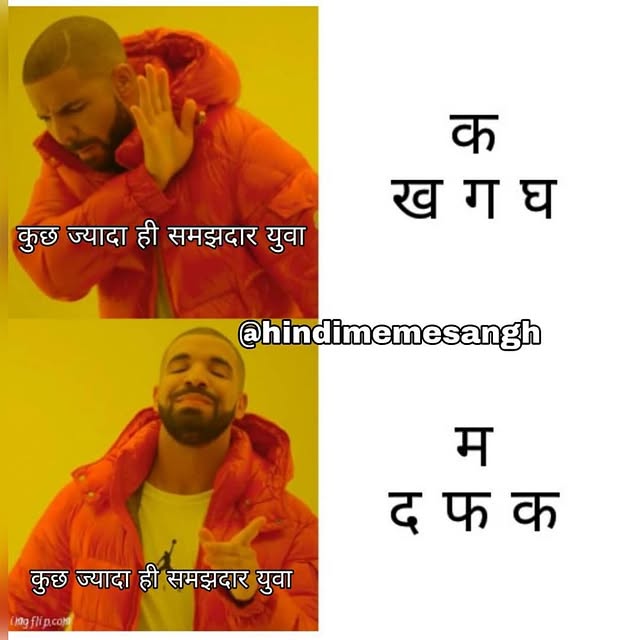 क
ख ग घ
कुछ ज्यादा ही समझदार युवा
@hindimemesangh
म
द फ क
कुछ ज्यादा ही समझदार युवा
imgflip.com